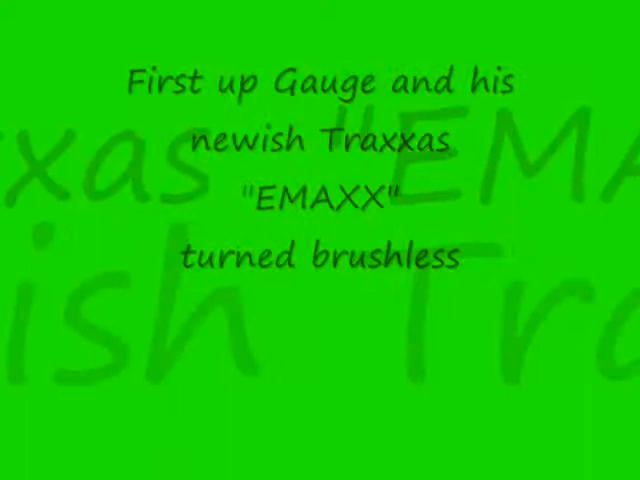 First up Gauge and his
newish Traxxas
"EMAXX"
turned brushless